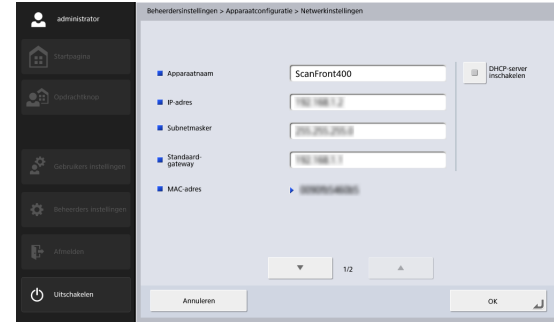 administrator
Beheerdersinstellingen > Apparaatconfiguratie > Netwerkinstellingen
Startpagina
Opdrachtknop
Gebruikers instellingen
Beheerders instellingen
Afmelden
Uitschakelen
Apparaatnaam
ScanFront400
DHCP-server
inschakelen
IP-adres
Subnetmasker
Standaard-
gateway
MAC-adres
1/2
Annuleren
OK